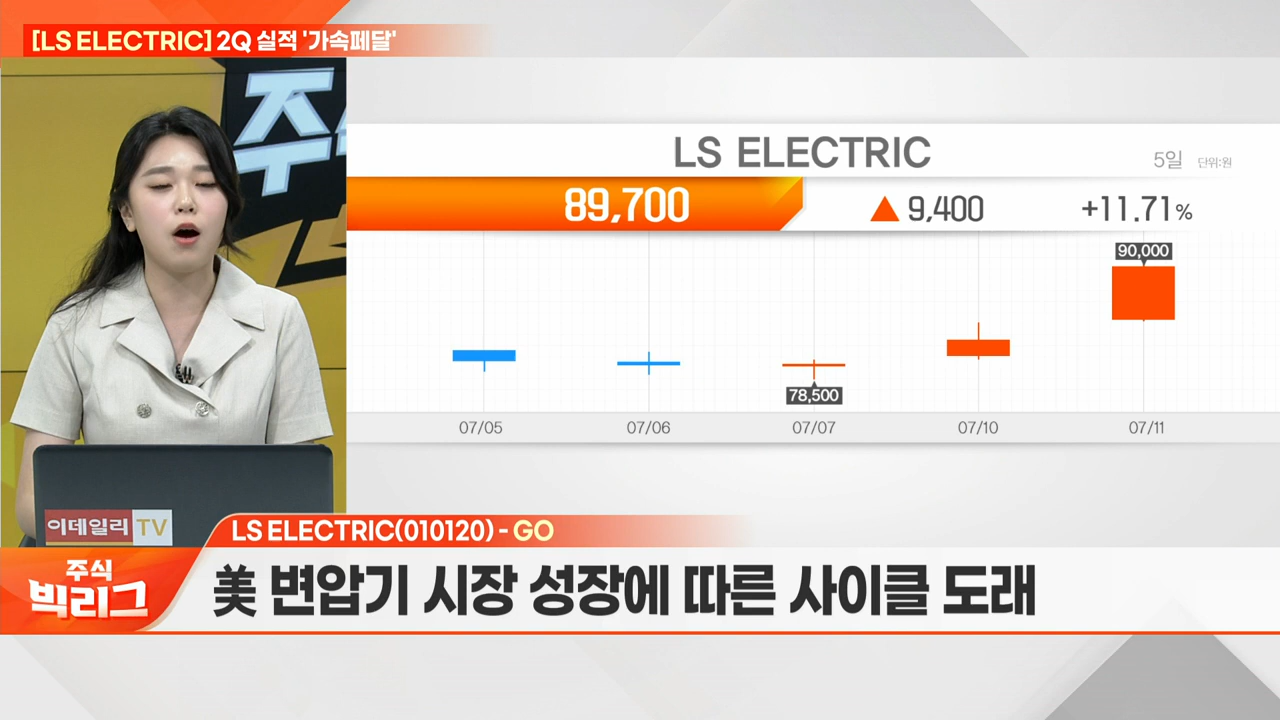 [LS ELECTRIC] 2Q 실적 '가속페달'
주
LS ELECTRIC
5일 단위:원
89,700 ▲ 9,400 +11.71%
90,000
78,500
07/05 07/06 07/07 07/10 07/11
이데일리 TV
LS ELECTRIC(010120) - GO
주식
빅리그
美 변압기 시장 성장에 따른 사이클 도래